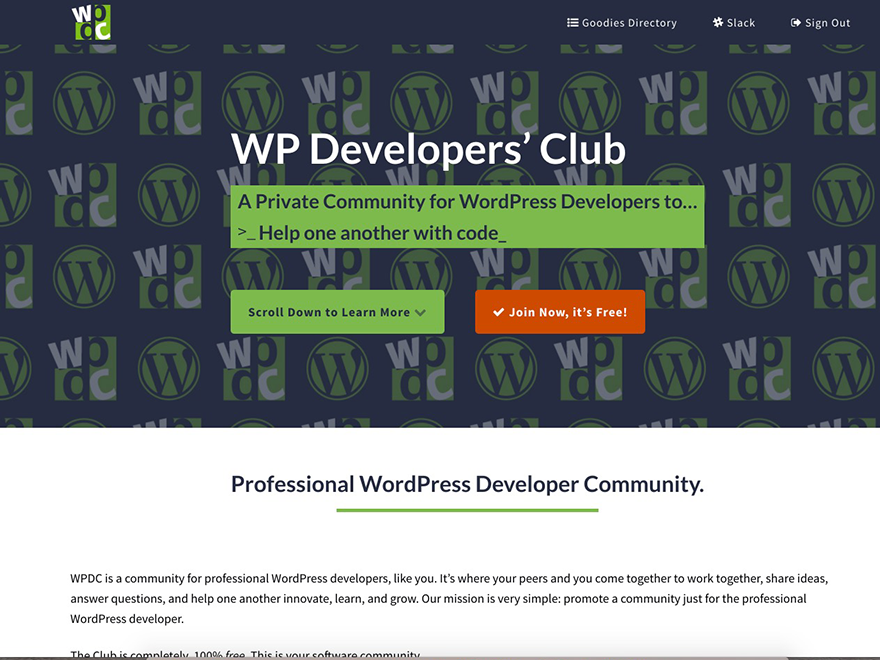 wpdc
Goodies Directory
Slack
Sign Out
WP Developers’ Club
A Private Community for WordPress Developers to...
>_ Help one another with code_
Scroll Down to Learn More
Join Now, it’s Free!
Professional WordPress Developer Community.
WPDC is a community for professional WordPress developers, like you. It’s where your peers and you come together to work together, share ideas,
answer questions, and help one another innovate, learn, and grow. Our mission is very simple: promote a community just for the professional
WordPress developer.
The Club is completely, 100% free. This is your software community.